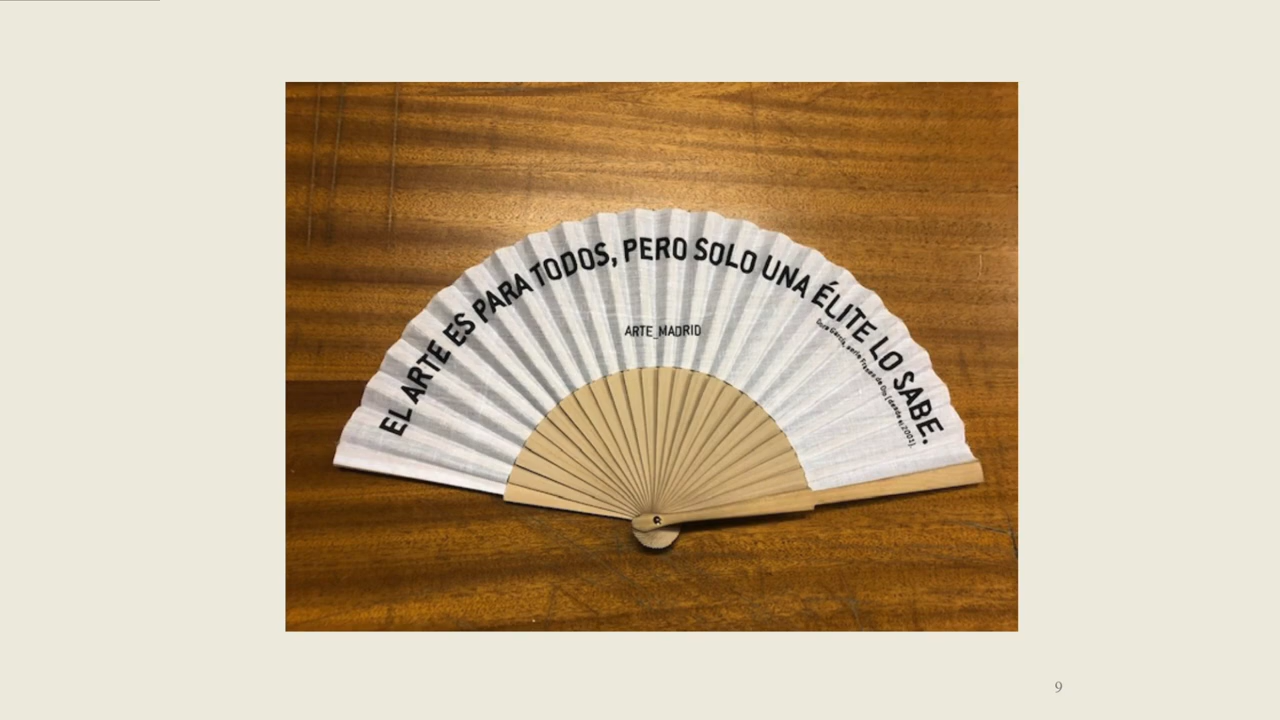 EL ARTE ES PARA TODOS, PERO SOLO UNA ÉLITE LO SABE.
Dora García, serie Frases de Oro (desde el 2001).
ARTE_MADRID
9